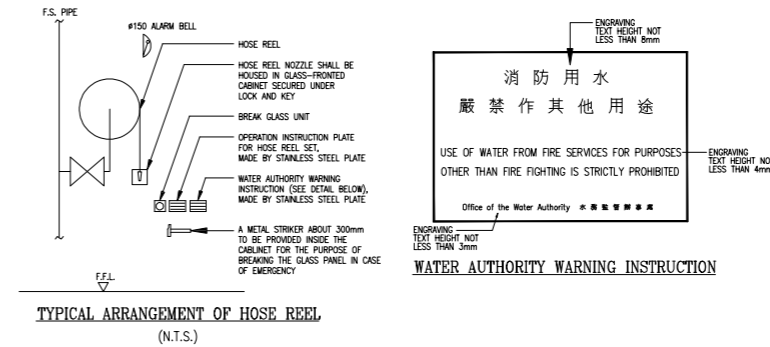 F.S. PIPE
ø150 ALARM BELL
HOSE REEL
HOSE REEL NOZZLE SHALL BE
HOUSED IN GLASS-FRONTED
CABINET SECURED UNDER
LOCK AND KEY
BREAK GLASS UNIT
OPERATION INSTRUCTION PLATE
FOR HOSE REEL SET,
MADE BY STAINLESS STEEL PLATE
WATER AUTHORITY WARNING
INSTRUCTION (SEE DETAIL BELOW),
MADE BY STAINLESS STEEL PLATE
A METAL STRIKER ABOUT 300mm
TO BE PROVIDED INSIDE THE
CABLINET FOR THE PURPOSE OF
BREAKING THE GLASS PANEL IN CASE
OF EMERGENCY
F.F.L.
TYPICAL ARRANGEMENT OF HOSE REEL
(N.T.S.)
ENGRAVING
TEXT HEIGHT NOT
LESS THAN 8mm
消防用水
嚴禁作其他用途
USE OF WATER FROM FIRE SERVICES FOR PURPOSES
OTHER THAN FIRE FIGHTING IS STRICTLY PROHIBITED
ENGRAVING
TEXT HEIGHT NO
LESS THAN 4mm
Office of the Water Authority 水務監督辦事處
ENGRAVING
TEXT HEIGHT NOT
LESS THAN 3mm
WATER AUTHORITY WARNING INSTRUCTION